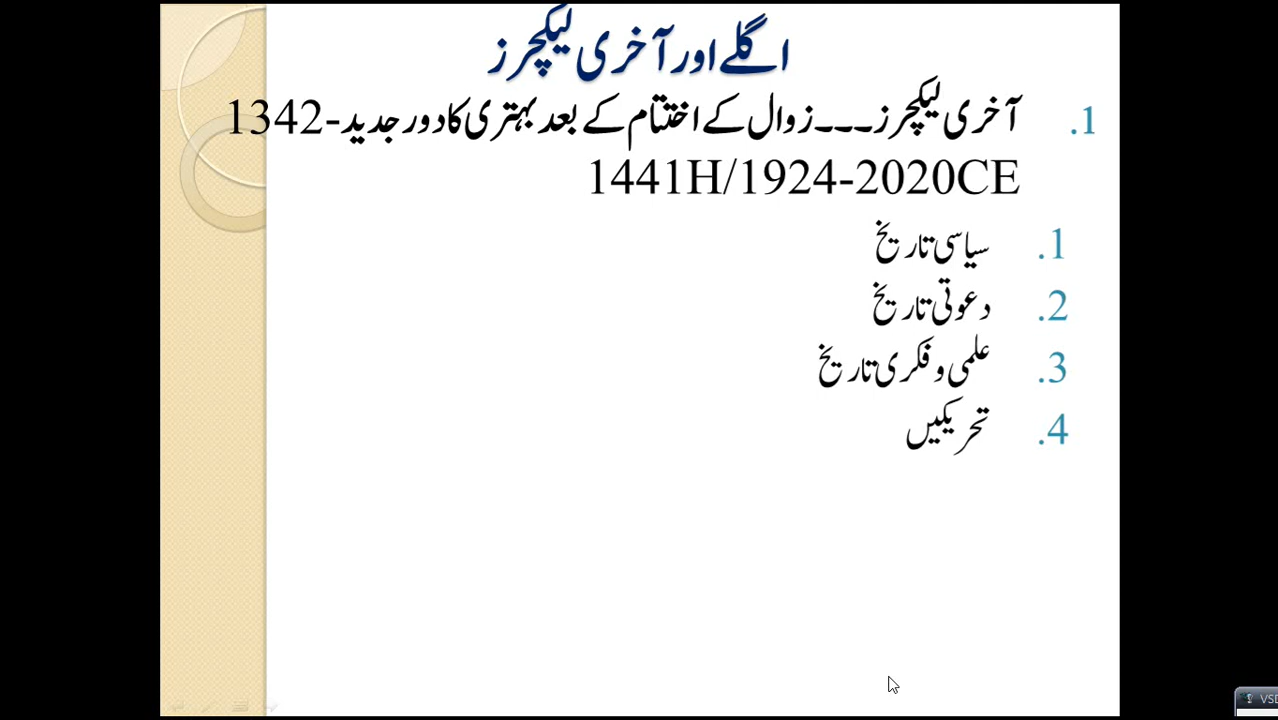 اگلے اور آخری لیکچرز
1. آخری لیکچرز۔۔۔زوال کے اختتام کے بعد بہتری کا دور جدید-1342
1441H/1924-2020CE
1. سیاسی تاریخ
2. دعوتی تاریخ
3. علمی و فکری تاریخ
4. تحریکیں